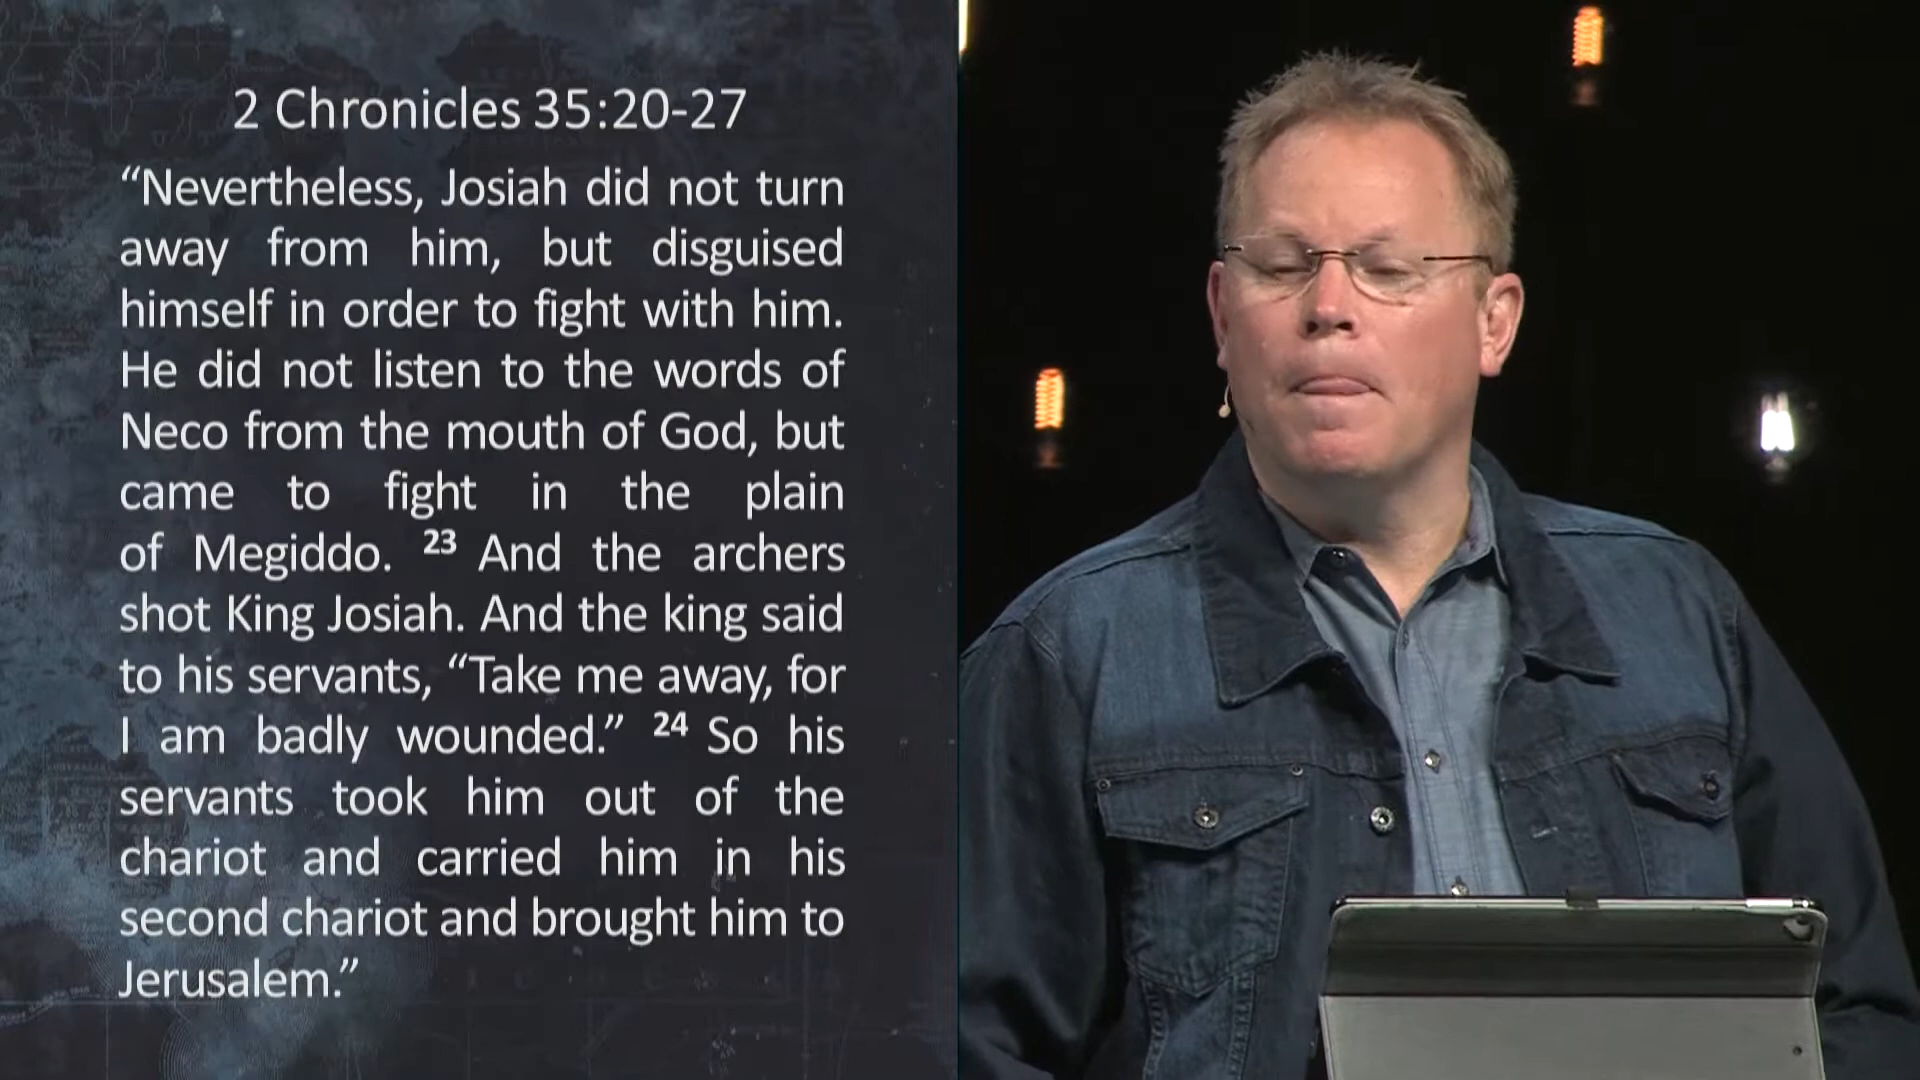 2 Chronicles 35:20-27
“Nevertheless, Josiah did not turn
away from him, but disguised
himself in order to fight with him.
He did not listen to the words of
Neco from the mouth of God, but
came to fight in the plain
of Megiddo. 23 And the archers
shot King Josiah. And the king said
to his servants, “Take me away, for
I am badly wounded.” 24 So his
servants took him out of the
chariot and carried him in his
second chariot and brought him to
Jerusalem.”